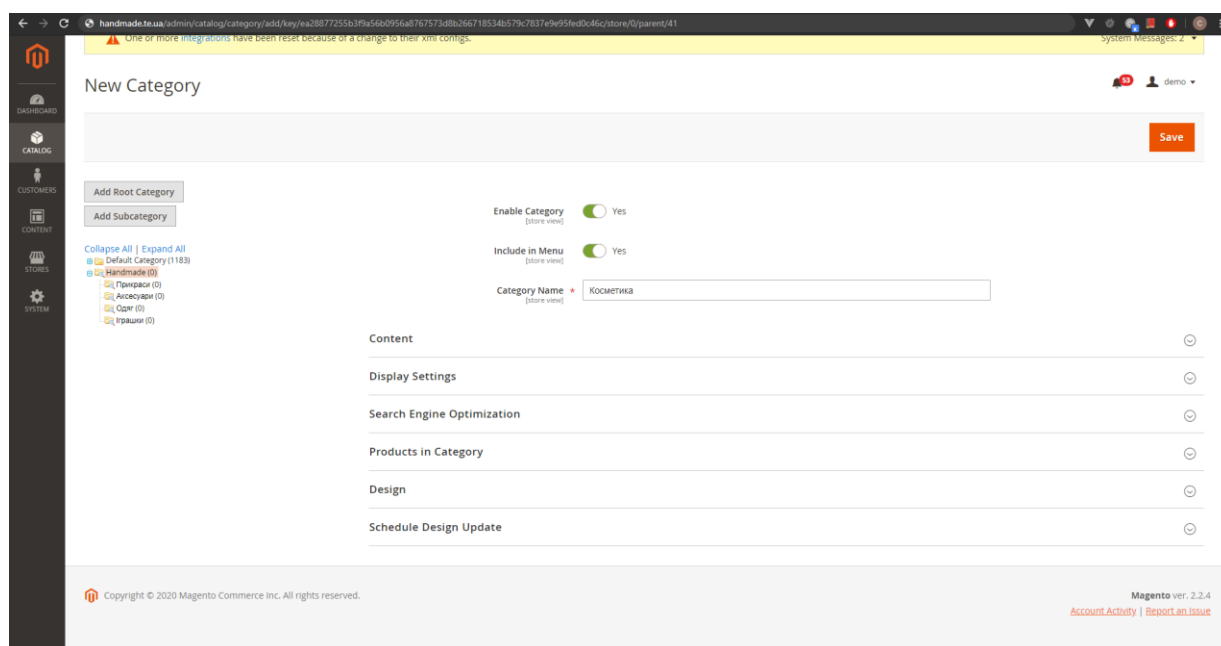 handmade.te.ua/admin/catalog/category/add/key/ea28877255b3f9a56b0956a8767573d8b266718534b579c7837e9e95fed0c46c/store/0/parent/41
One or more integrations have been reset because of a change to their xml configs.
System Messages: 2
New Category
53
demo
DASHBOARD
CATALOG
CUSTOMERS
CONTENT
STORES
SYSTEM
Save
Add Root Category
Add Subcategory
Collapse All | Expand All
Default Category (1183)
Handmade (0)
Прикраси (0)
Аксесуари (0)
Одяг (0)
Іграшки (0)
Enable Category
[store view]
Yes
Include in Menu
[store view]
Yes
Category Name *
[store view]
Косметика
Content
Display Settings
Search Engine Optimization
Products in Category
Design
Schedule Design Update
Copyright © 2020 Magento Commerce Inc. All rights reserved.
Magento ver. 2.2.4
Account Activity | Report an Issue